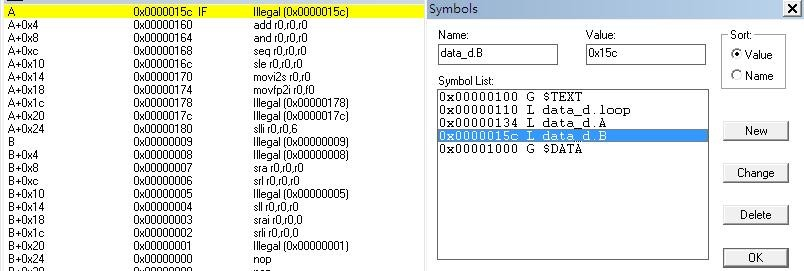 A 0x0000015c IF Illegal (0x0000015c)
A+0x4 0x00000160 add r0,r0,r0
A+0x8 0x00000164 and r0,r0,r0
A+0xc 0x00000168 seq r0,r0,r0
A+0x10 0x0000016c sle r0,r0,r0
A+0x14 0x00000170 movi2s r0,r0
A+0x18 0x00000174 movfp2i r0,r0
A+0x1c 0x00000178 Illegal (0x00000178)
A+0x20 0x0000017c Illegal (0x0000017c)
A+0x24 0x00000180 slli r0,r0,6
B 0x00000009 Illegal (0x00000009)
B+0x4 0x00000008 Illegal (0x00000008)
B+0x8 0x00000007 sra r0,r0,r0
B+0xc 0x00000006 srl r0,r0,r0
B+0x10 0x00000005 Illegal (0x00000005)
B+0x14 0x00000004 sll r0,r0,r0
B+0x18 0x00000003 srai r0,r0,0
B+0x1c 0x00000002 srli r0,r0,0
B+0x20 0x00000001 Illegal (0x00000001)
B+0x24 0x00000000 nop
Symbols
Name: Value:
data_d.B 0x15c
Sort:
Value
Name
Symbol List:
0x00000100 G $TEXT
0x00000110 L data_d.loop
0x00000134 L data_d.A
0x0000015c L data_d.B
0x00001000 G $DATA
New
Change
Delete
OK